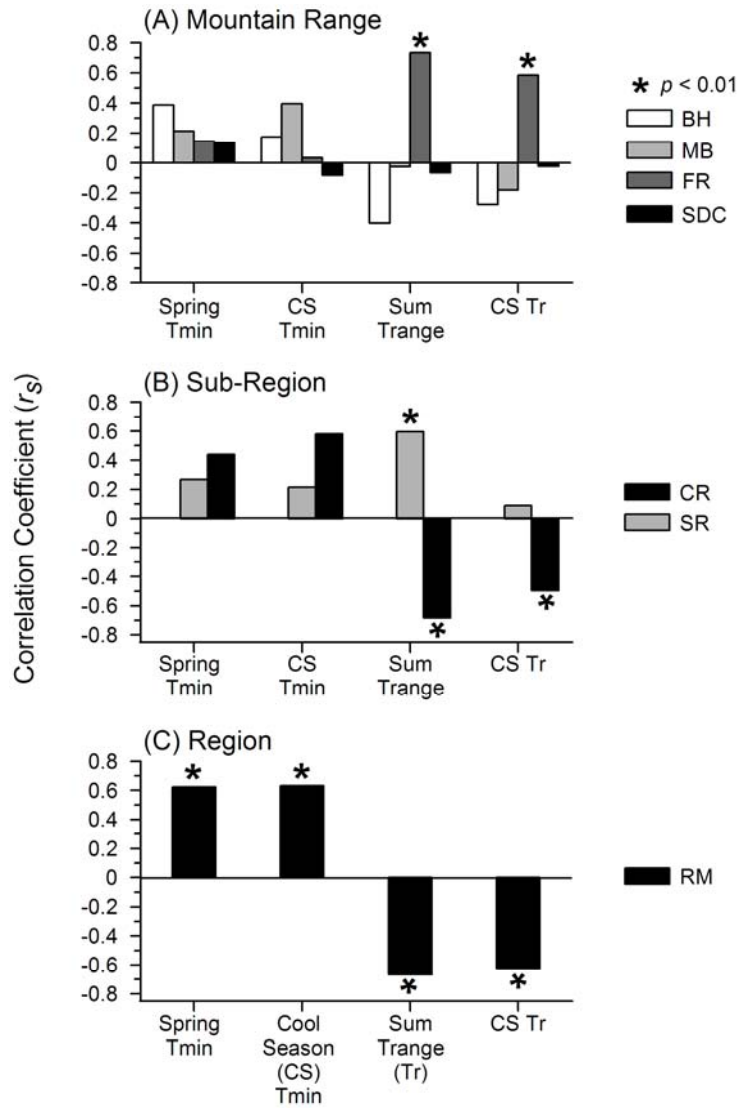 (A) Mountain Range
0.8
0.6
0.4
0.2
0
-0.2
-0.4
-0.6
-0.8
* *
Spring Tmin
CS Tmin
Sum Trange
CS Tr
* p < 0.01
BH
MB
FR
SDC
Correlation Coefficient (rS)
(B) Sub-Region
0.8
0.6
0.4
0.2
0
-0.2
-0.4
-0.6
-0.8
*
* *
Spring Tmin
CS Tmin
Sum Trange
CS Tr
CR
SR
(C) Region
0.8
0.6
0.4
0.2
0
-0.2
-0.4
-0.6
-0.8
* *
* *
Spring Tmin
Cool Season (CS) Tmin
Sum Trange (Tr)
CS Tr
RM